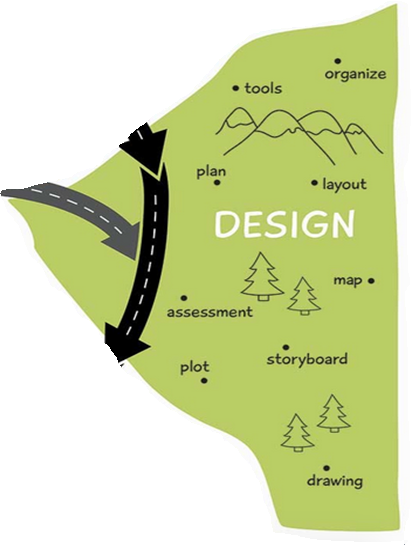 organize
tools
plan
layout
DESIGN
map
assessment
storyboard
plot
drawing